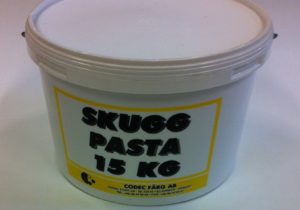 SKUGG
PASTA
15 KG
CODEC FÄRG AB